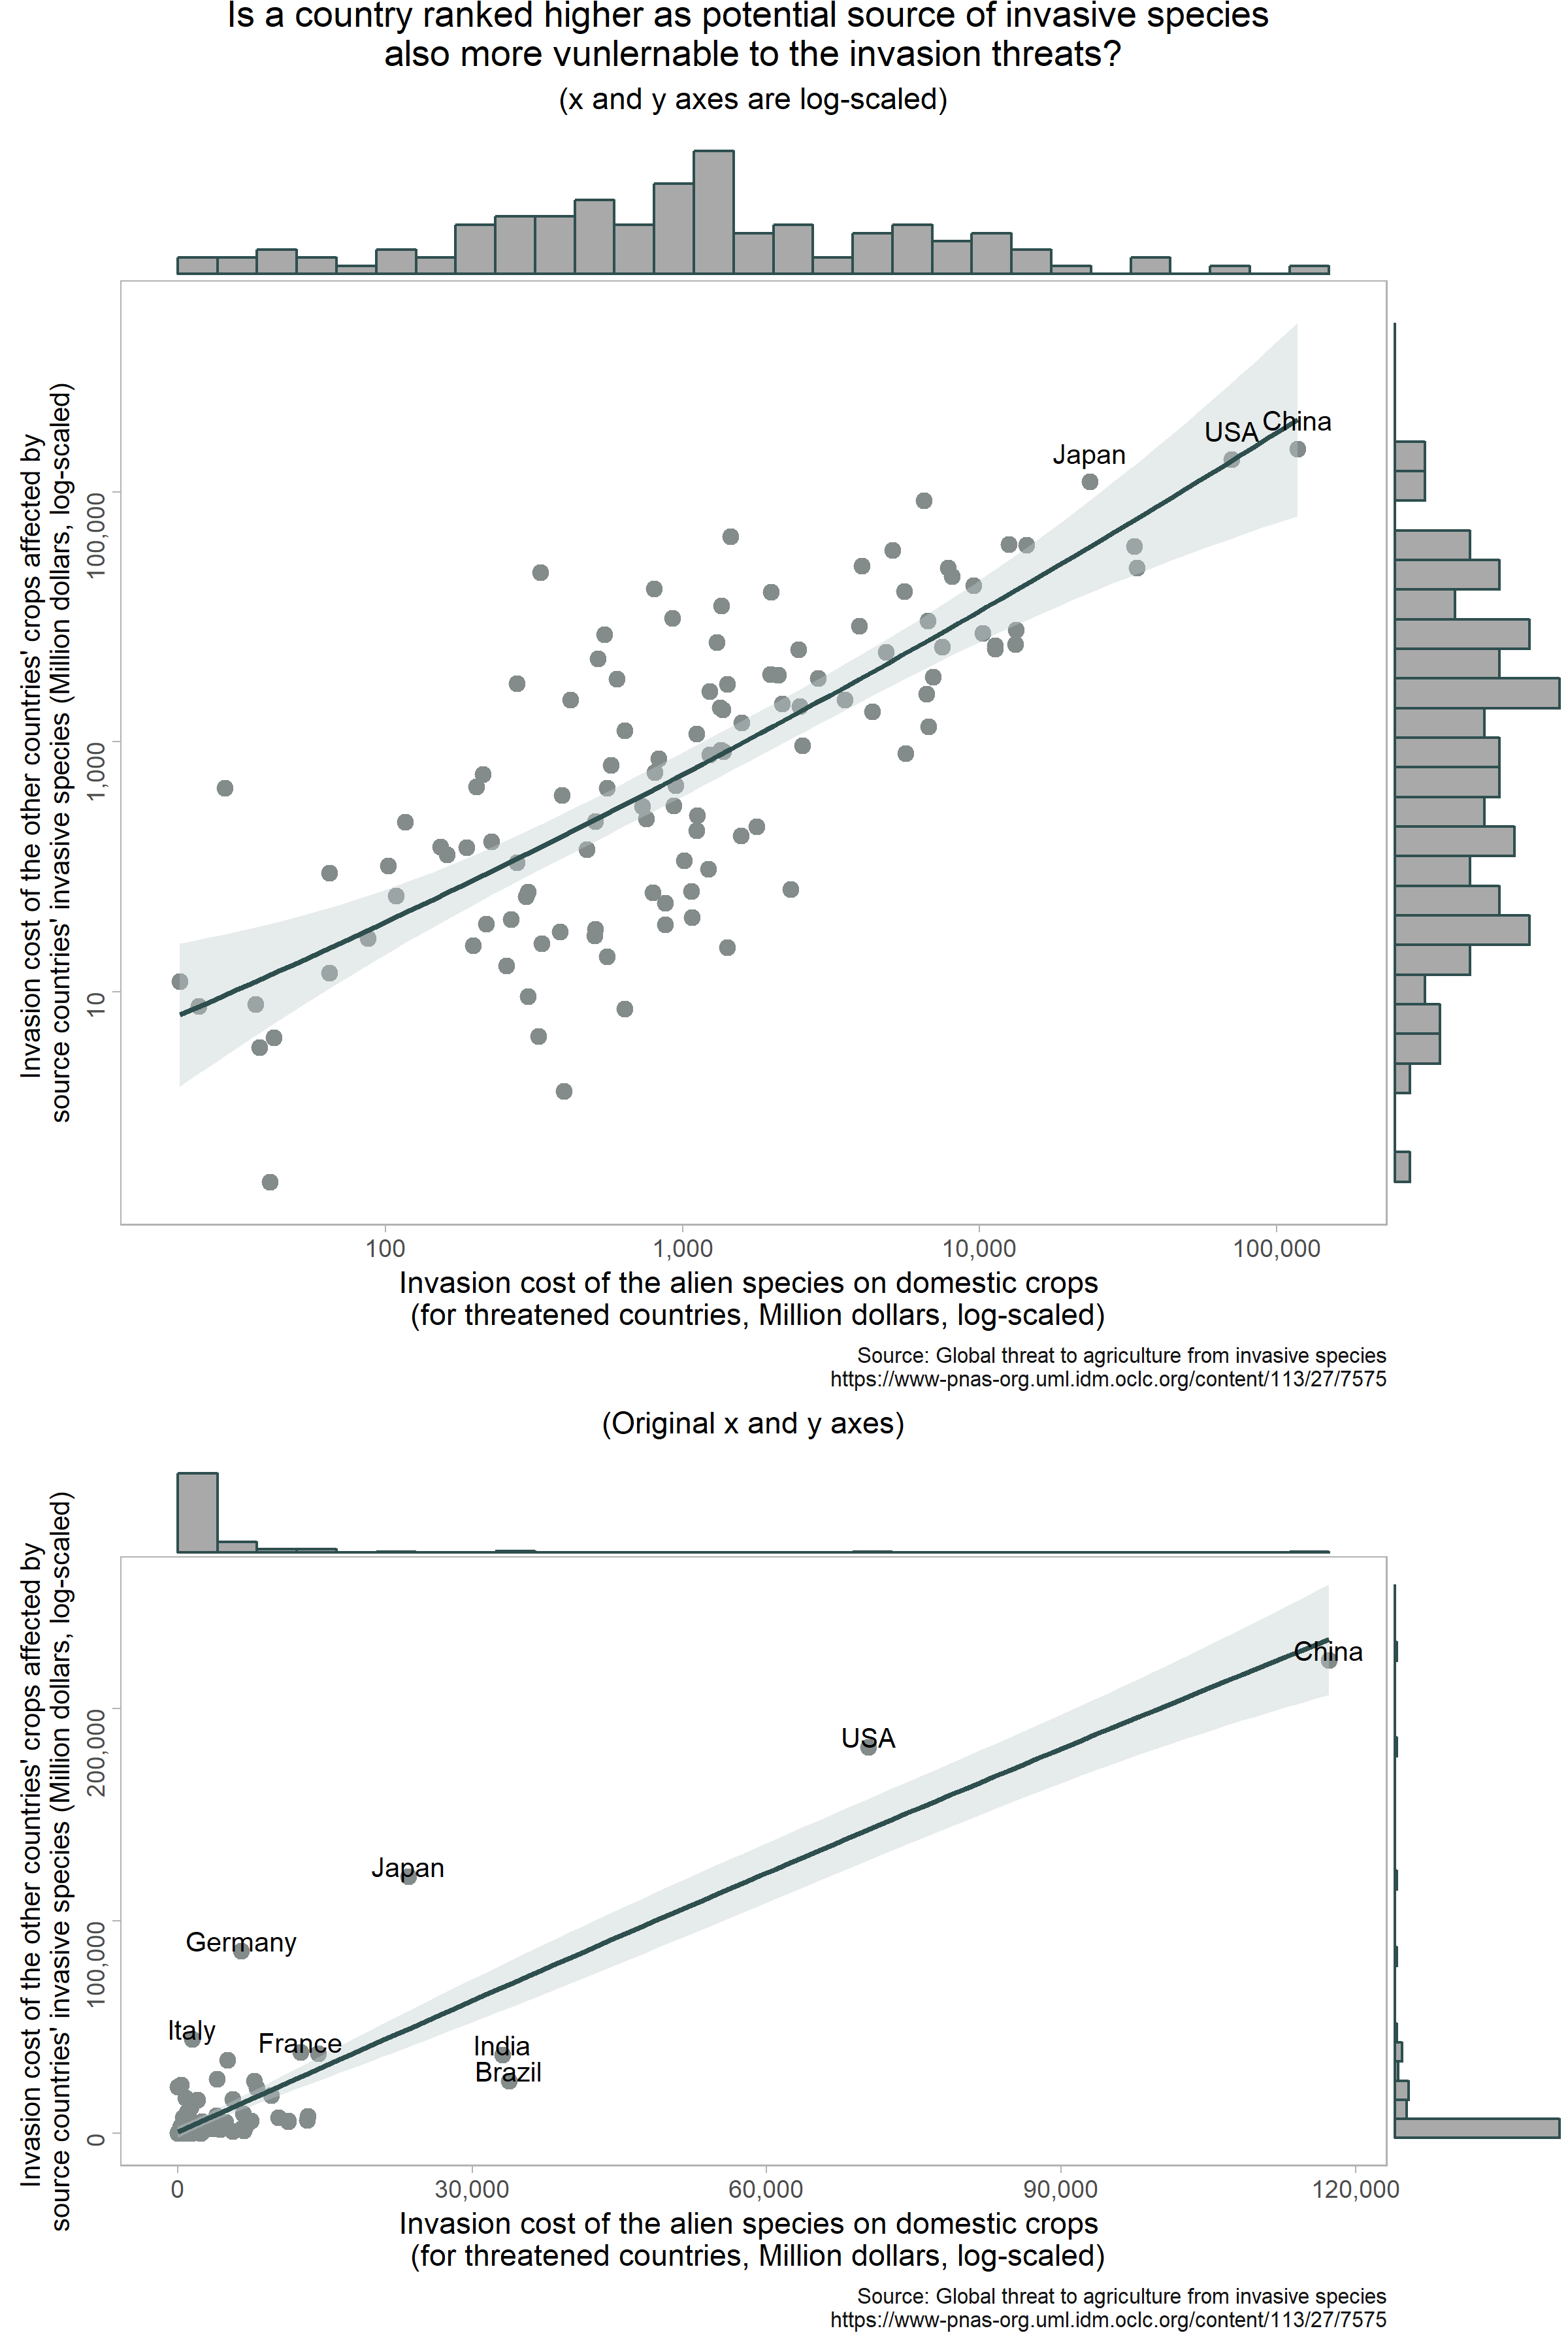 Is a country ranked higher as potential source of invasive species
also more vunlernable to the invasion threats?
(x and y axes are log-scaled)
Invasion cost of the other countries' crops affected by
source countries' invasive species (Million dollars, log-scaled)
100,000
1,000
10
Japan
USA
China
100
1,000
10,000
100,000
Invasion cost of the alien species on domestic crops
(for threatened countries, Million dollars, log-scaled)
Source: Global threat to agriculture from invasive species
https://www-pnas-org.uml.idm.oclc.org/content/113/27/7575
(Original x and y axes)
Invasion cost of the other countries' crops affected by
source countries' invasive species (Million dollars, log-scaled)
200,000
100,000
0
China
USA
Japan
Germany
Italy
France
India
Brazil
0
30,000
60,000
90,000
120,000
Invasion cost of the alien species on domestic crops
(for threatened countries, Million dollars, log-scaled)
Source: Global threat to agriculture from invasive species
https://www-pnas-org.uml.idm.oclc.org/content/113/27/7575